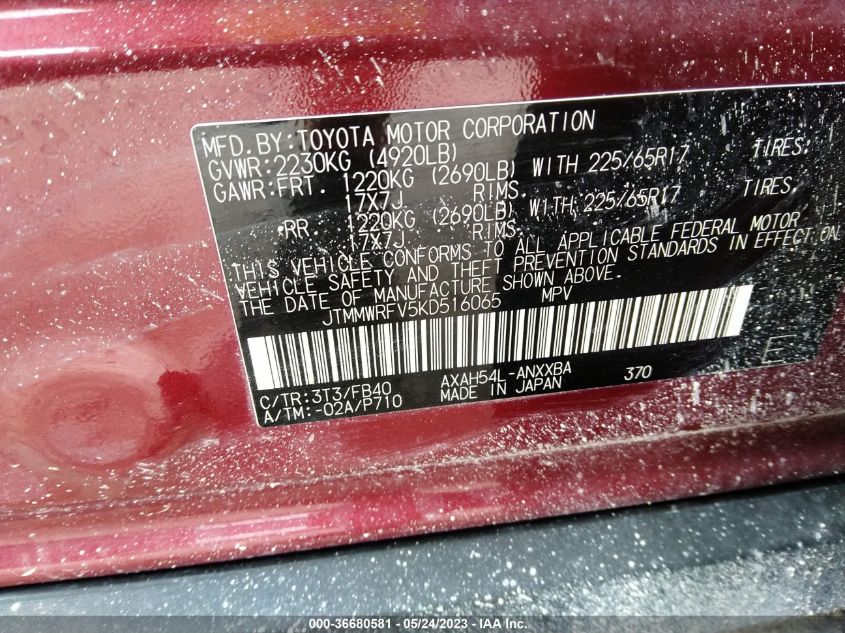 MFD. BY: TOYOTA MOTOR CORPORATION
GVWR: 2230KG (4920LB)
GAWR: FRT. 1220KG (2690LB) WITH 225/65R17 TIRES:
17X7J RIMS.
RR. 1220KG (2690LB) WITH 225/65R17 TIRES:
17X7J RIMS.
THIS VEHICLE CONFORMS TO ALL APPLICABLE FEDERAL MOTOR
VEHICLE SAFETY AND THEFT PREVENTION STANDARDS IN EFFECT ON
THE DATE OF MANUFACTURE SHOWN ABOVE.
JTMMWRFV5KD516065 MPV
C/TR: 3T3/FB40 AXAH54L-ANXXBA 370 E
A/TM: -02A/P710 MADE IN JAPAN
000-36680581 - 05/24/2023 - IAA Inc.